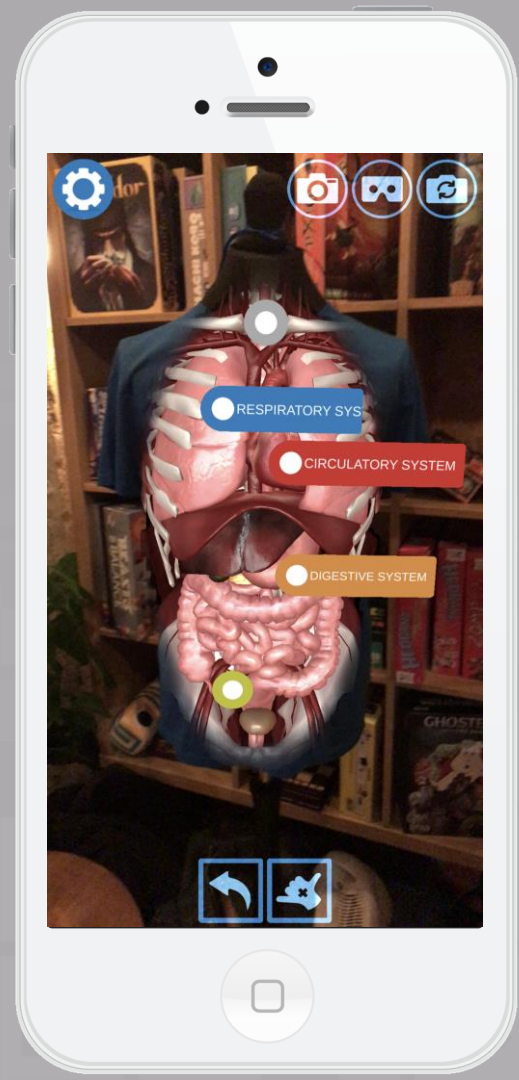 dor
RESPIRATORY SYS
CIRCULATORY SYSTEM
DIGESTIVE SYSTEM
GHOST